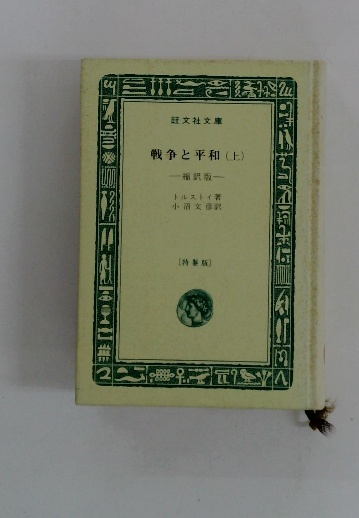 旺文社文庫
戦争と平和(上)
―縮訳版―
トルストイ著
小沼文彦訳
[特製版]